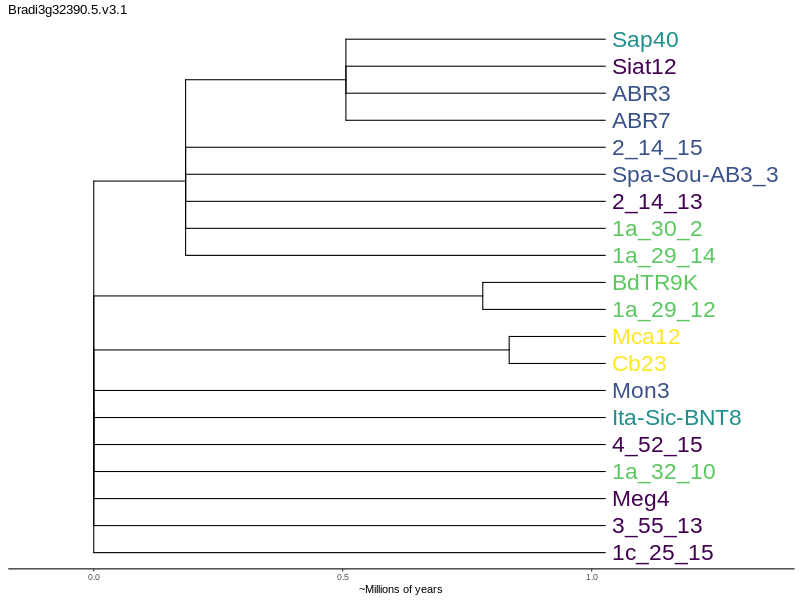 Bradi3g32390.5.v3.1
Sap40
Siat12
ABR3
ABR7
2_14_15
Spa-Sou-AB3_3
2_14_13
1a_30_2
1a_29_14
BdTR9K
1a_29_12
Mca12
Cb23
Mon3
Ita-Sic-BNT8
4_52_15
1a_32_10
Meg4
3_55_13
1c_25_15
0.0 0.5 1.0
~Millions of years